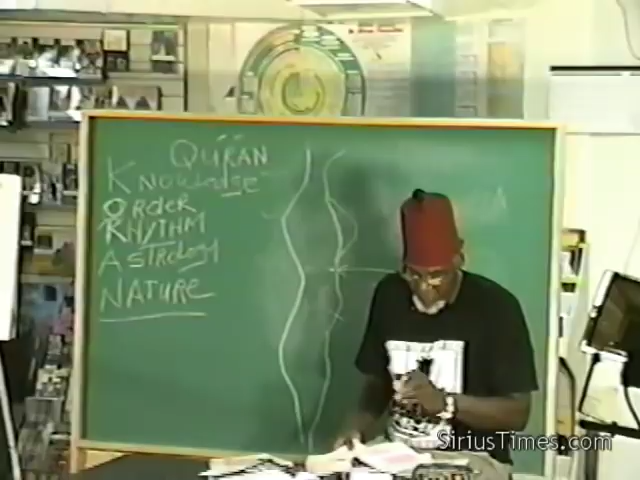 QURAN
KNOWLEDGE
ORDER
RHYTHM
ASTROLOGY
NATURE
SiriusTimes.com